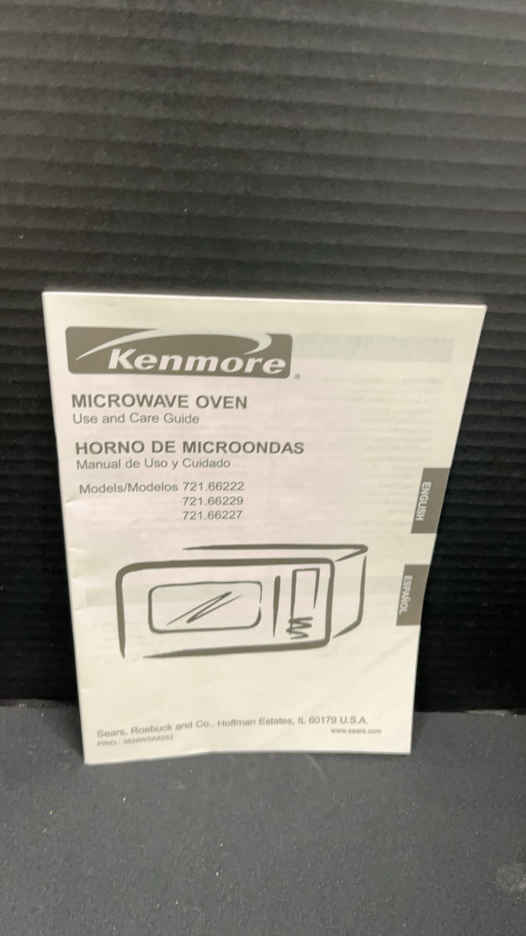 Kenmore
MICROWAVE OVEN
Use and Care Guide
HORNO DE MICROONDAS
Manual de Uso y Cuidado
Models/Modelos 721.66222
721.66229
721.66227
ENGLISH
ESPAÑOL
Sears, Roebuck and Co., Hoffman Estates, IL 60179 U.S.A.
www.sears.com